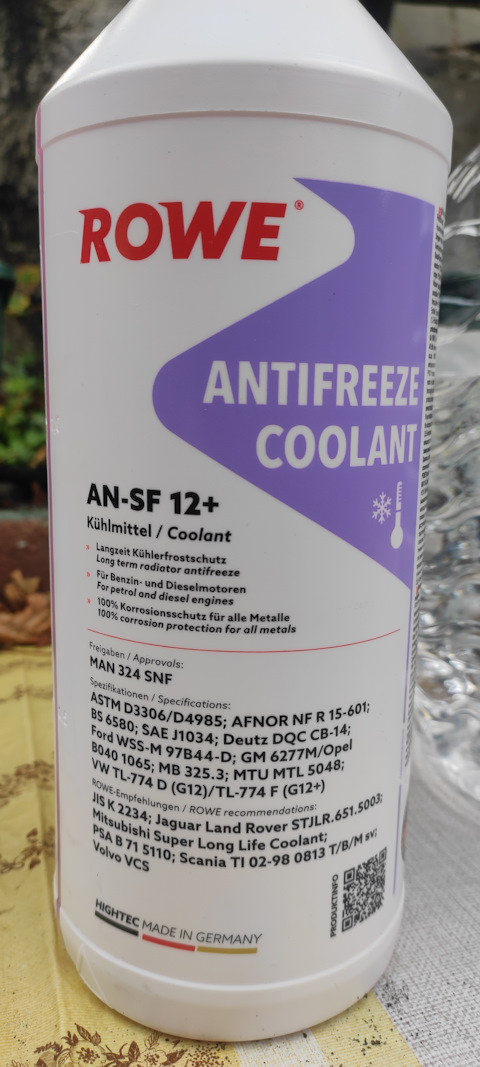 ROWE®
ANTIFREEZE
COOLANT
AN-SF 12+
Kühlmittel / Coolant
» Langzeit Kühlerfrostschutz
Long term radiator antifreeze
» Für Benzin- und Dieselmotoren
For petrol and diesel engines
» 100% Korrosionsschutz für alle Metalle
100% corrosion protection for all metals
Freigaben / Approvals:
MAN 324 SNF
Spezifikationen / Specifications:
ASTM D3306/D4985; AFNOR NF R 15-601;
BS 6580; SAE J1034; Deutz DQC CB-14;
Ford WSS-M 97B44-D; GM 6277M/Opel
B040 1065; MB 325.3; MTU MTL 5048;
VW TL-774 D (G12)/TL-774 F (G12+)
ROWE-Empfehlungen / ROWE recommendations:
JIS K 2234; Jaguar Land Rover STJLR.651.5003;
Mitsubishi Super Long Life Coolant;
PSA B 71 5110; Scania TI 02-98 0813 T/B/M sv;
Volvo VCS
HIGHTEC MADE IN GERMANY
PRODUKTINFO